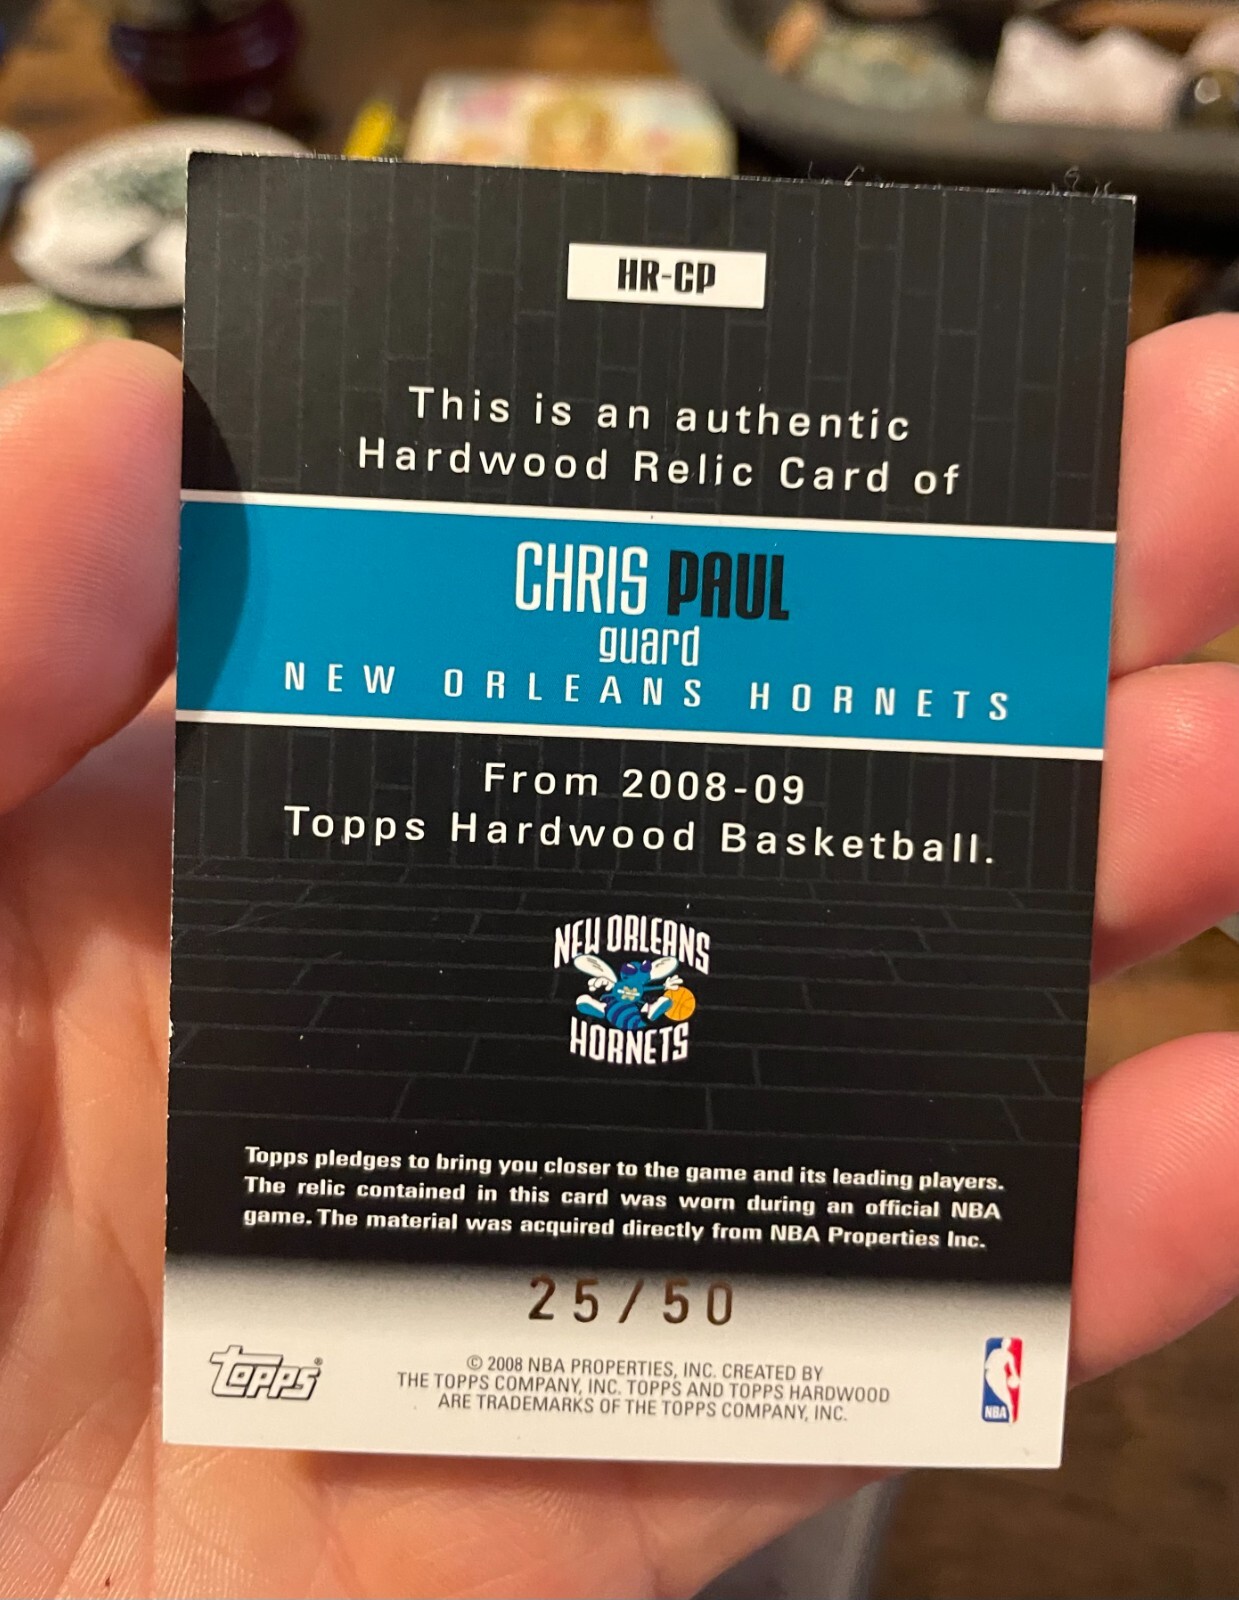 HR-CP
This is an authentic
Hardwood Relic Card of
CHRIS PAUL
guard
NEW ORLEANS HORNETS
From 2008-09
Topps Hardwood Basketball.
NEW ORLEANS
HORNETS
Topps pledges to bring you closer to the game and its leading players.
The relic contained in this card was worn during an official NBA
game. The material was acquired directly from NBA Properties Inc.
25/50
TOPPS®
© 2008 NBA PROPERTIES, INC. CREATED BY
THE TOPPS COMPANY, INC. TOPPS AND TOPPS HARDWOOD
ARE TRADEMARKS OF THE TOPPS COMPANY, INC.
NBA